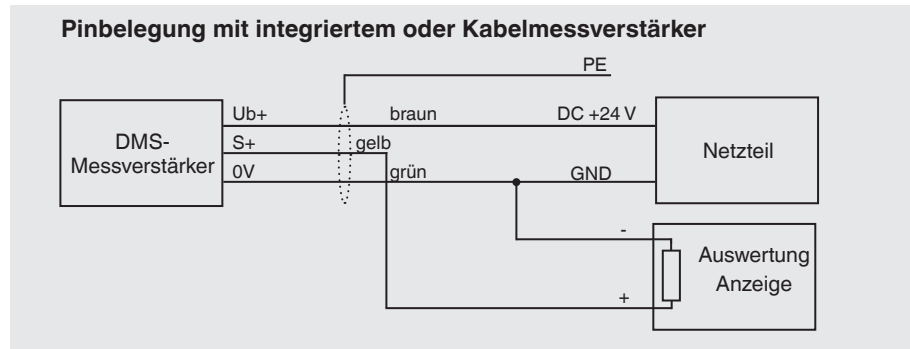 Pinbelegung mit integriertem oder Kabelmessverstärker
PE
Ub+ braun DC +24 V
DMS-
Messverstärker
S+ gelb
Netzteil
0V grün GND
-
Auswertung
Anzeige
+